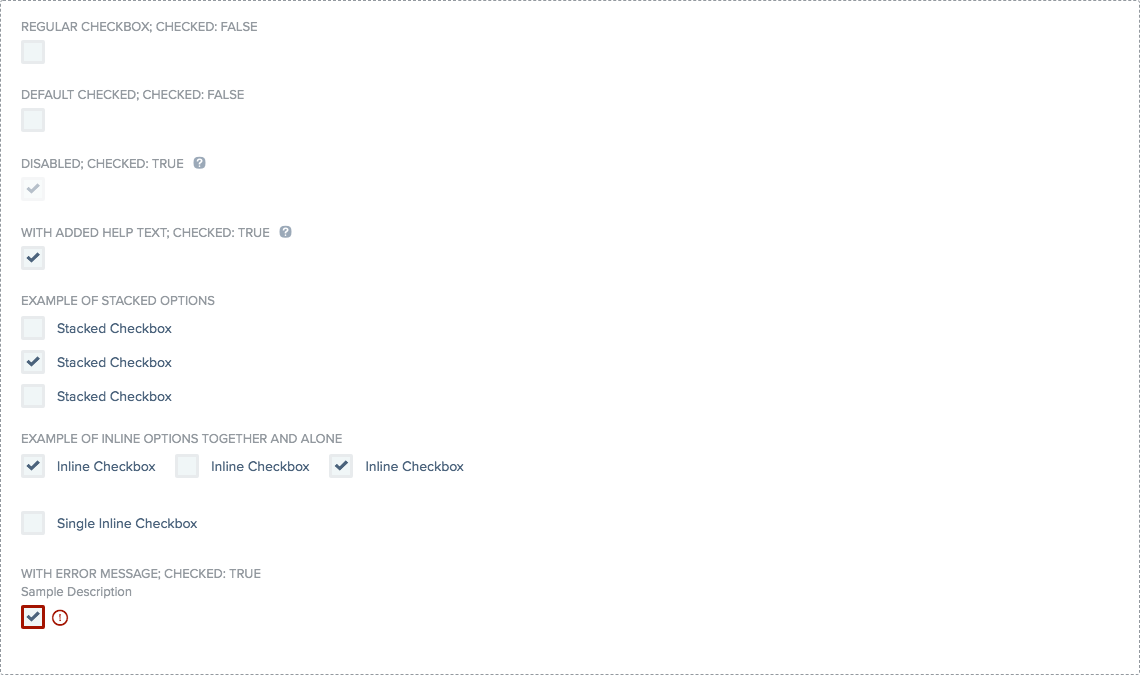 REGULAR CHECKBOX; CHECKED: FALSE
DEFAULT CHECKED; CHECKED: FALSE
DISABLED; CHECKED: TRUE ?
WITH ADDED HELP TEXT; CHECKED: TRUE ?
EXAMPLE OF STACKED OPTIONS
Stacked Checkbox
Stacked Checkbox
Stacked Checkbox
EXAMPLE OF INLINE OPTIONS TOGETHER AND ALONE
Inline Checkbox Inline Checkbox Inline Checkbox
Single Inline Checkbox
WITH ERROR MESSAGE; CHECKED: TRUE
Sample Description
!